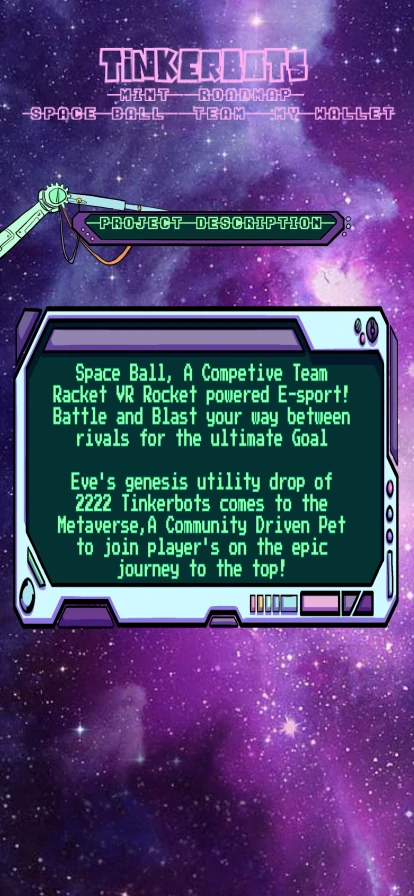 TINKERBOTS
MINT ROADMAP
SPACE BALL TEAM MY WALLET
PROJECT DESCRIPTION
Space Ball, A Competive Team
Racket VR Rocket powered E-sport!
Battle and Blast your way between
rivals for the ultimate Goal
Eve's genesis utility drop of
2222 Tinkerbots comes to the
Metaverse,A Community Driven Pet
to join player's on the epic
journey to the top!